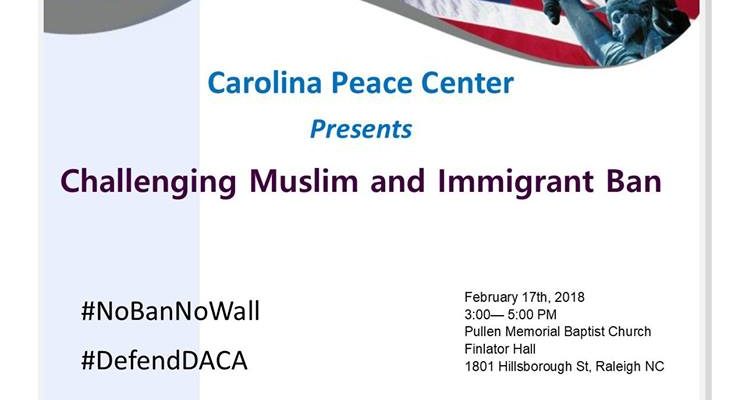 Carolina Peace Center
Presents
Challenging Muslim and Immigrant Ban
#NoBanNoWall
#DefendDACA
February 17th, 2018
3:00— 5:00 PM
Pullen Memorial Baptist Church
Finlator Hall
1801 Hillsborough St, Raleigh NC